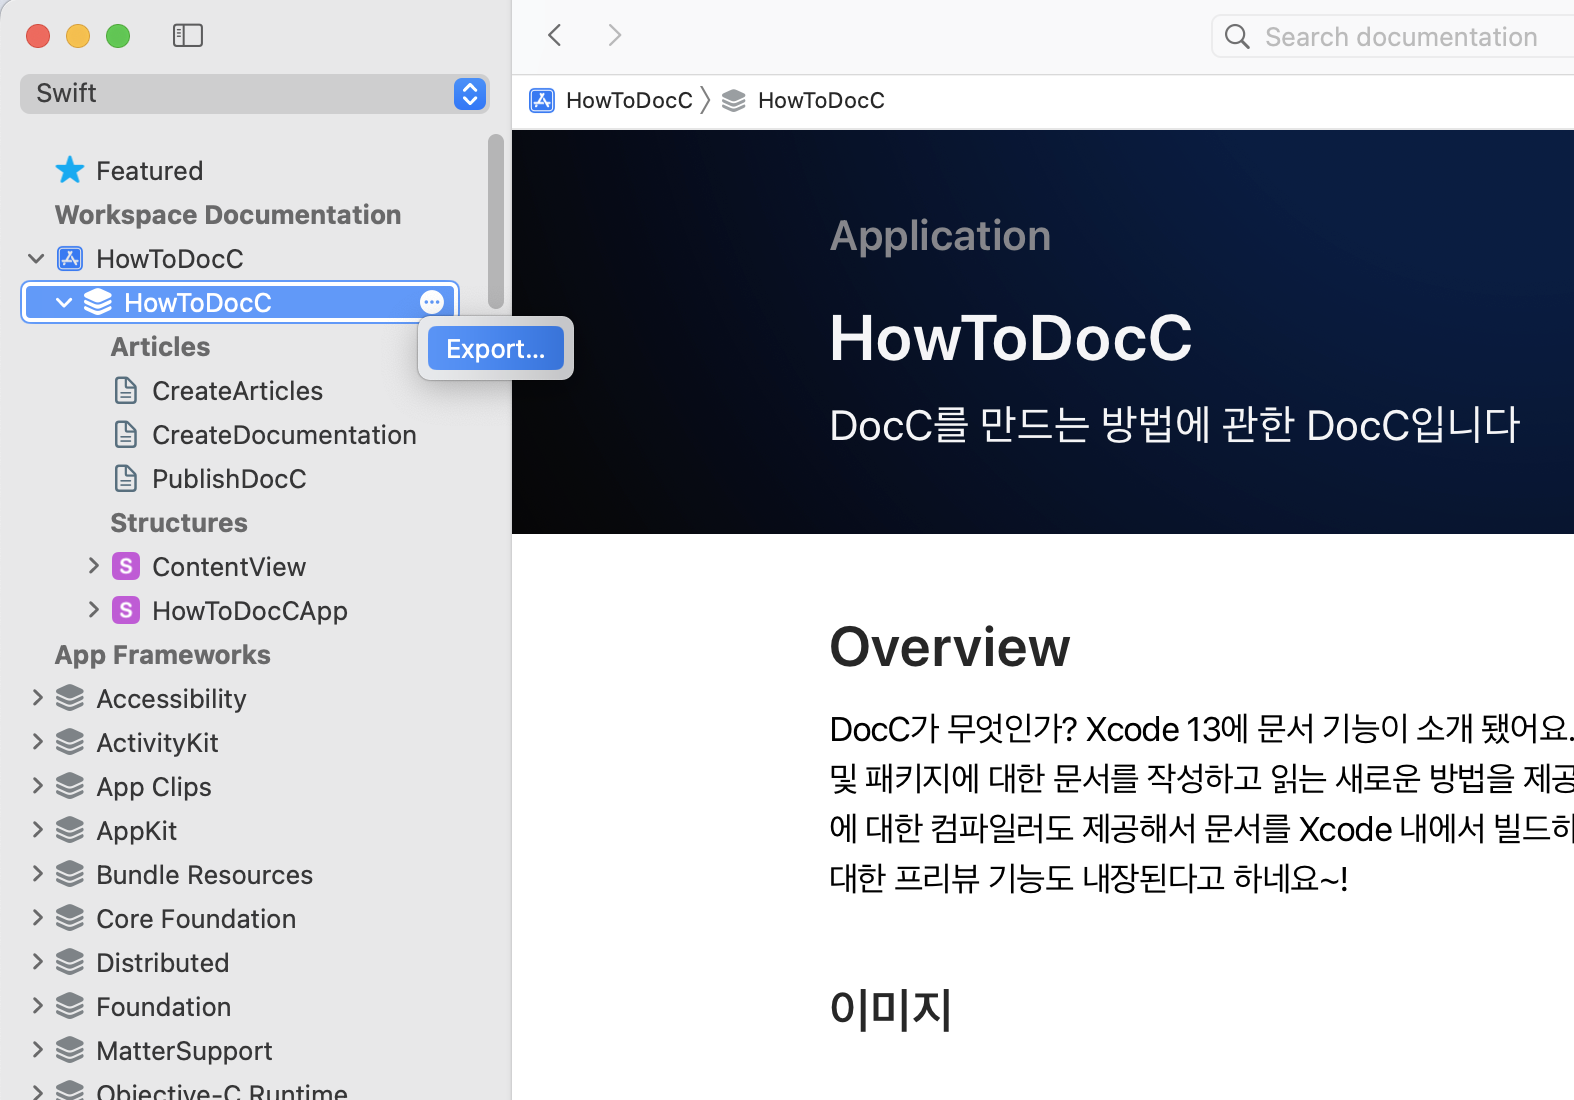 Swift
Featured
Workspace Documentation
HowToDocC
HowToDocC
Export...
Articles
CreateArticles
CreateDocumentation
PublishDocC
Structures
S ContentView
S HowToDocCApp
App Frameworks
Accessibility
ActivityKit
App Clips
AppKit
Bundle Resources
Core Foundation
Distributed
Foundation
MatterSupport
Objective-C Runtime
Search documentation
HowToDocC 〉 HowToDocC
Application
HowToDocC
DocC를 만드는 방법에 관한 DocC입니다
Overview
DocC가 무엇인가? Xcode 13에 문서 기능이 소개 됐어요.
및 패키지에 대한 문서를 작성하고 읽는 새로운 방법을 제공
에 대한 컴파일러도 제공해서 문서를 Xcode 내에서 빌드하
대한 프리뷰 기능도 내장된다고 하네요~!
이미지